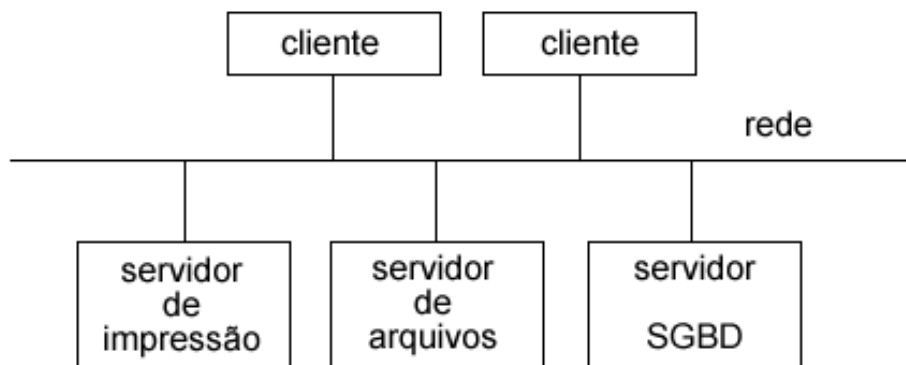 cliente
cliente
rede
servidor
de
impressão
servidor
de
arquivos
servidor
SGBD